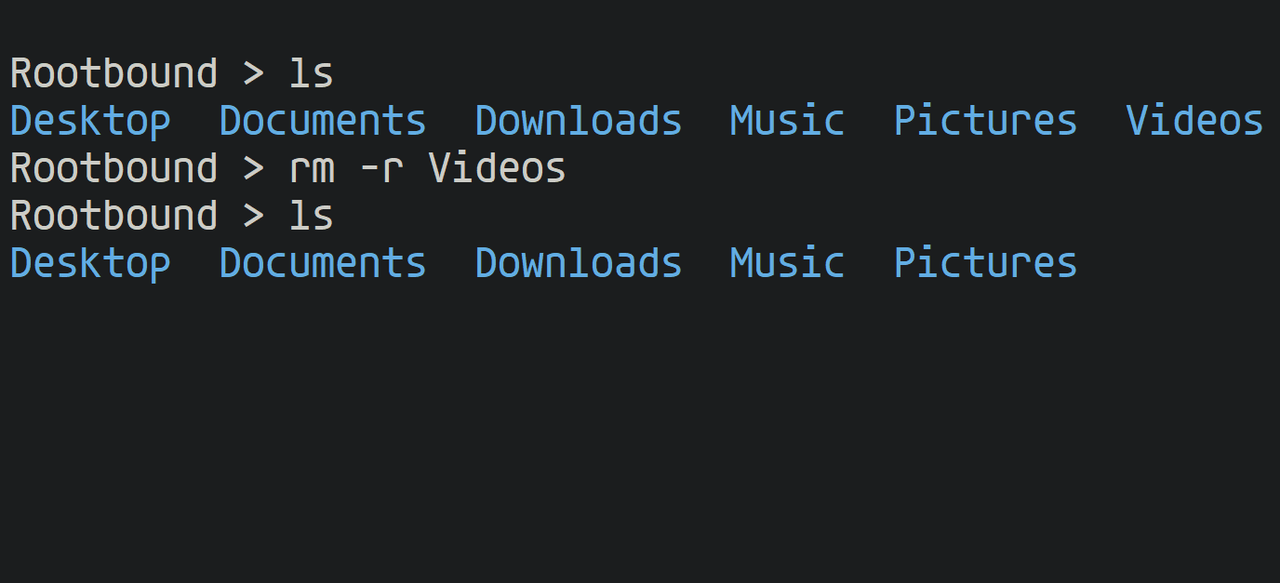 Rootbound > ls
Desktop  Documents  Downloads  Music  Pictures  Videos
Rootbound > rm -r Videos
Rootbound > ls
Desktop  Documents  Downloads  Music  Pictures